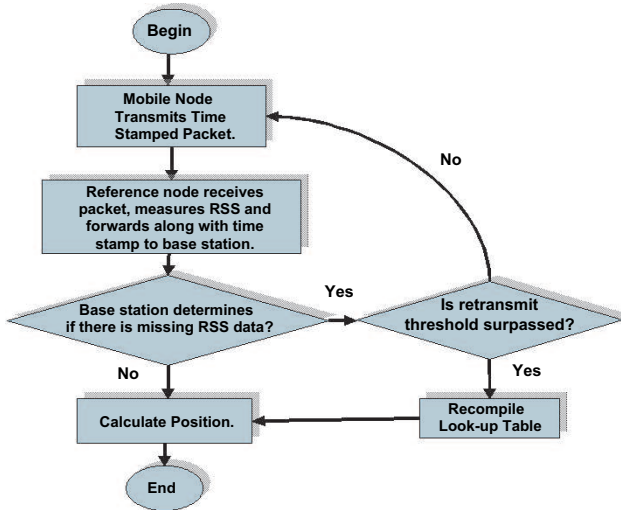 Begin
Mobile Node
Transmits Time
Stamped Packet.
No
Reference node receives
packet, measures RSS and
forwards along with time
stamp to base station.
Base station determines
if there is missing RSS data?
Yes
Is retransmit
threshold surpassed?
No
Yes
Calculate Position.
Recompile
Look-up Table
End